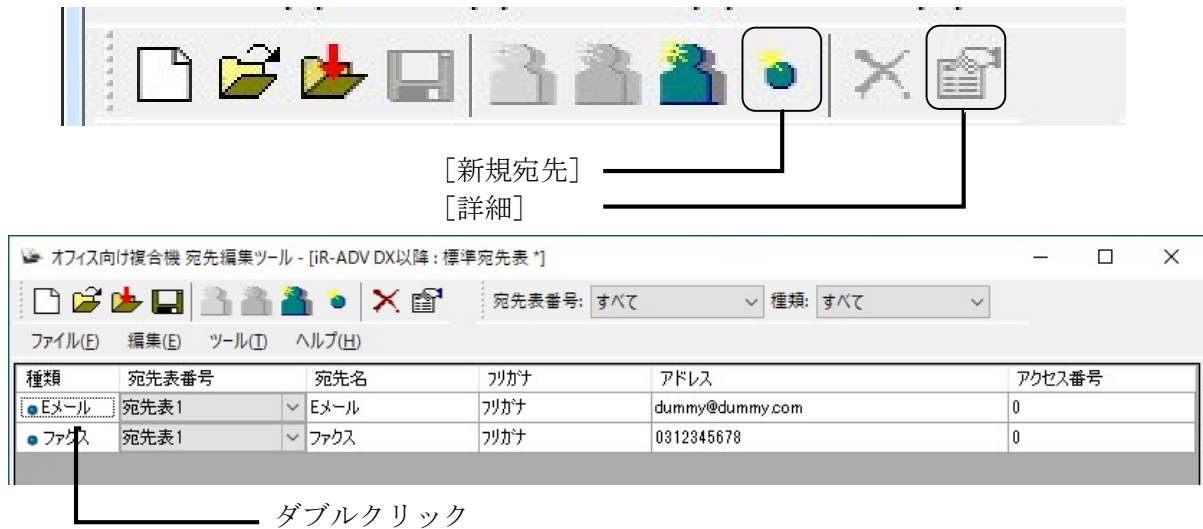 ［新規宛先］
［詳細］
オフィス向け複合機 宛先編集ツール - [iR-ADV DX以降 : 標準宛先表 *]
宛先表番号: すべて 種類: すべて
ファイル(F) 編集(E) ツール(T) ヘルプ(H)
種類 宛先表番号 宛先名 フリガナ アドレス アクセス番号
Eメール 宛先表1 Eメール フリガナ dummy@dummy.com 0
ファクス 宛先表1 ファクス フリガナ 0312345678 0
ダブルクリック